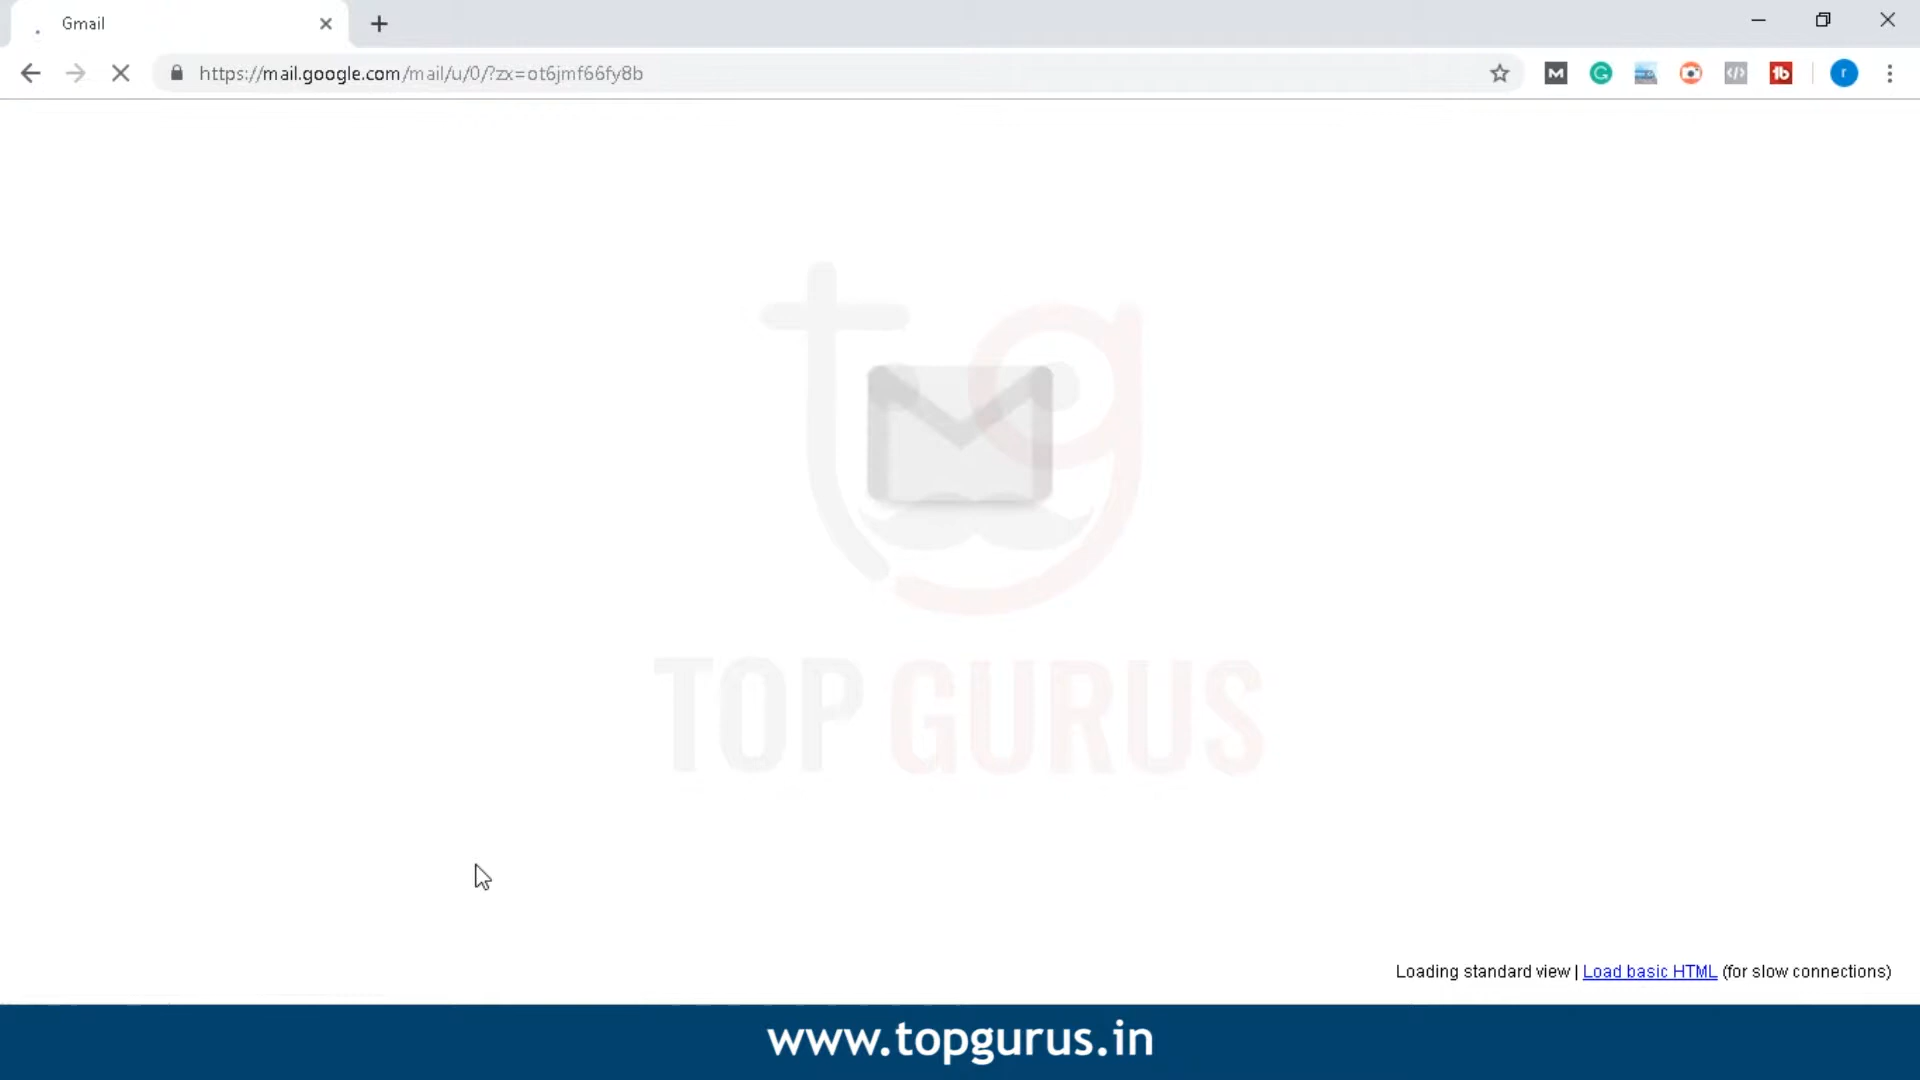 Gmail
https://mail.google.com/mail/u/0/?zx=ot6jmf66fy8b
r
tg
TOP GURUS
Loading standard view | Load basic HTML (for slow connections)
www.topgurus.in